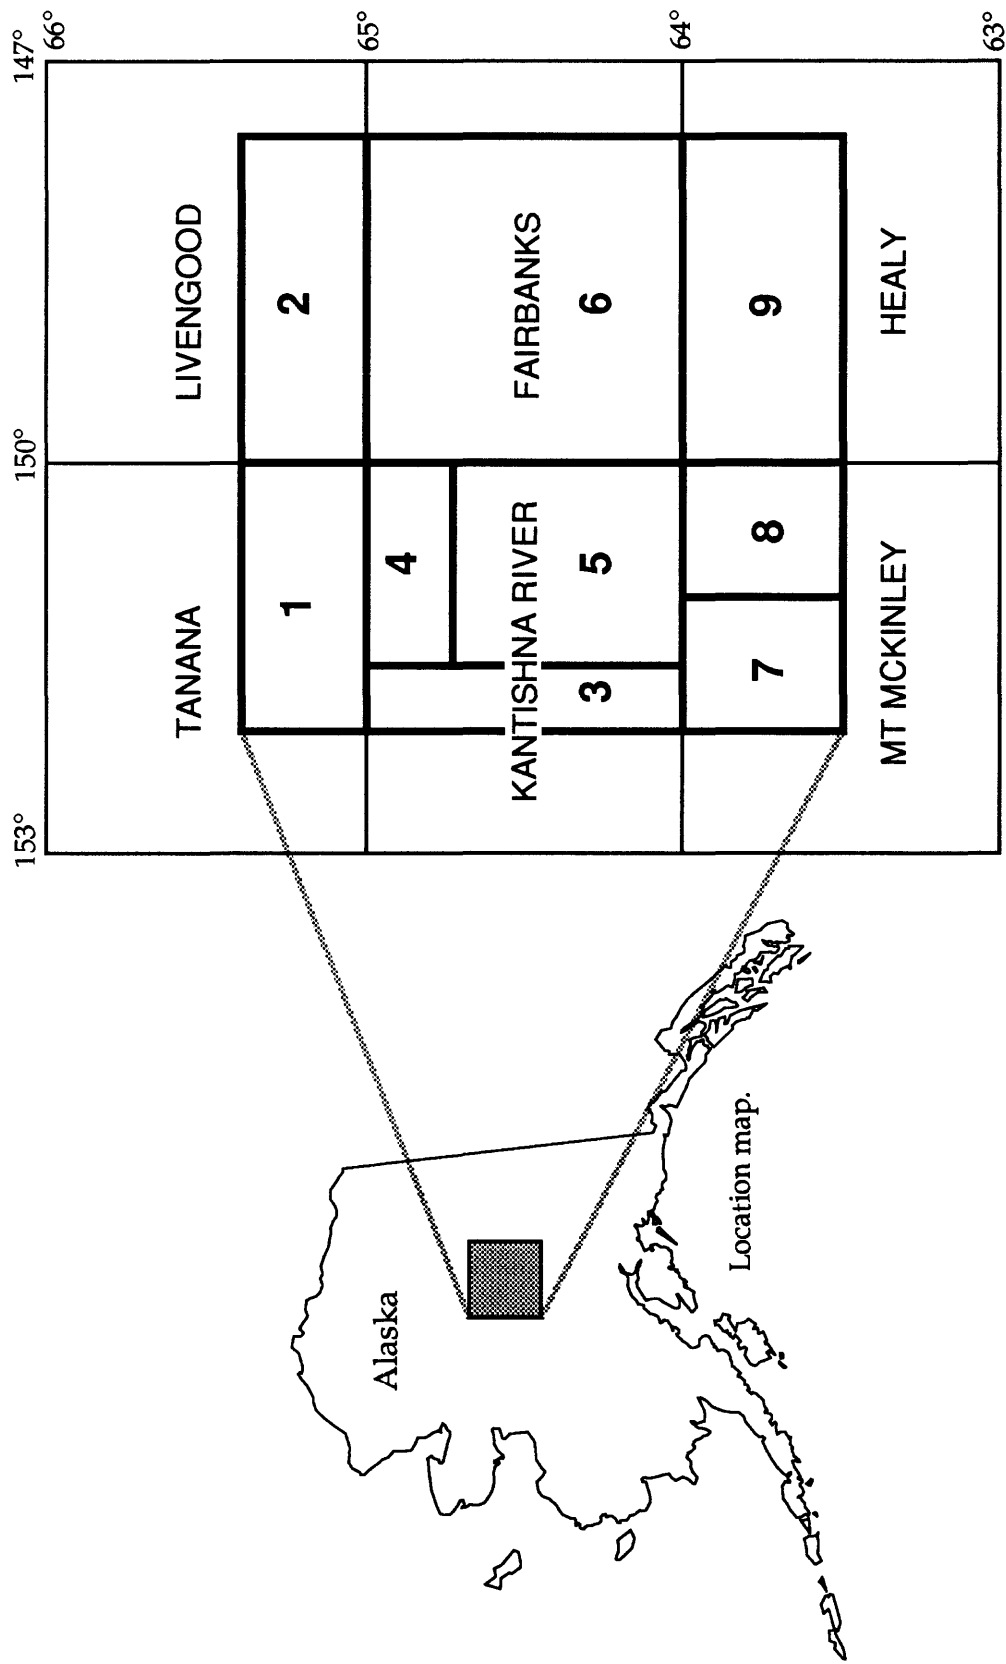 153°
150°
147°
66°
TANANA
LIVENGOOD
1
2
65°
4
Alaska
KANTISHNA RIVER
FAIRBANKS
3
5
6
64°
7
8
9
Location map.
MT MCKINLEY
HEALY
63°